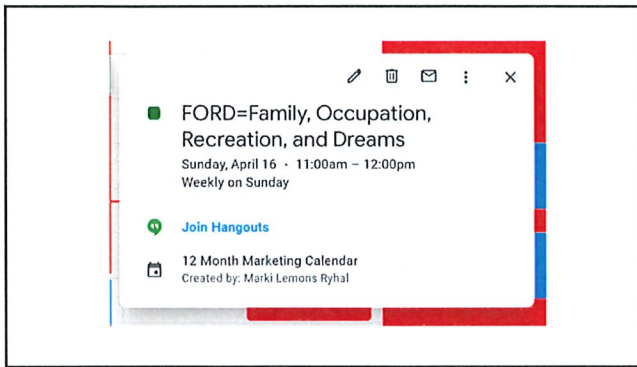 FORD=Family, Occupation,
Recreation, and Dreams
Sunday, April 16 · 11:00am – 12:00pm
Weekly on Sunday
Join Hangouts
12 Month Marketing Calendar
Created by: Marki Lemons Ryhal